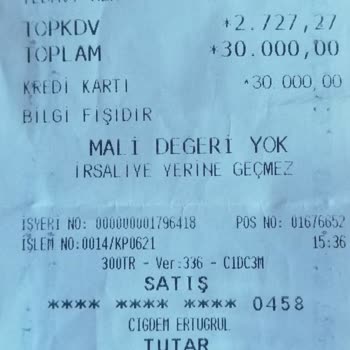 TOPKDV *2.727,27
TOPLAM *30.000,00
KREDİ KARTI *30.000,00
BİLGİ FİŞİDİR
MALİ DEGERİ YOK
İRSALİYE YERİNE GEÇMEZ
İŞYERİ NO: 000000001796418 POS NO: 01676652
İŞLEM NO:0014/KP0621 15:36
300TR - Ver:336 - C1DC3M
SATIŞ
**** **** **** 0458
CIGDEM ERTUGRUL
TUTAR